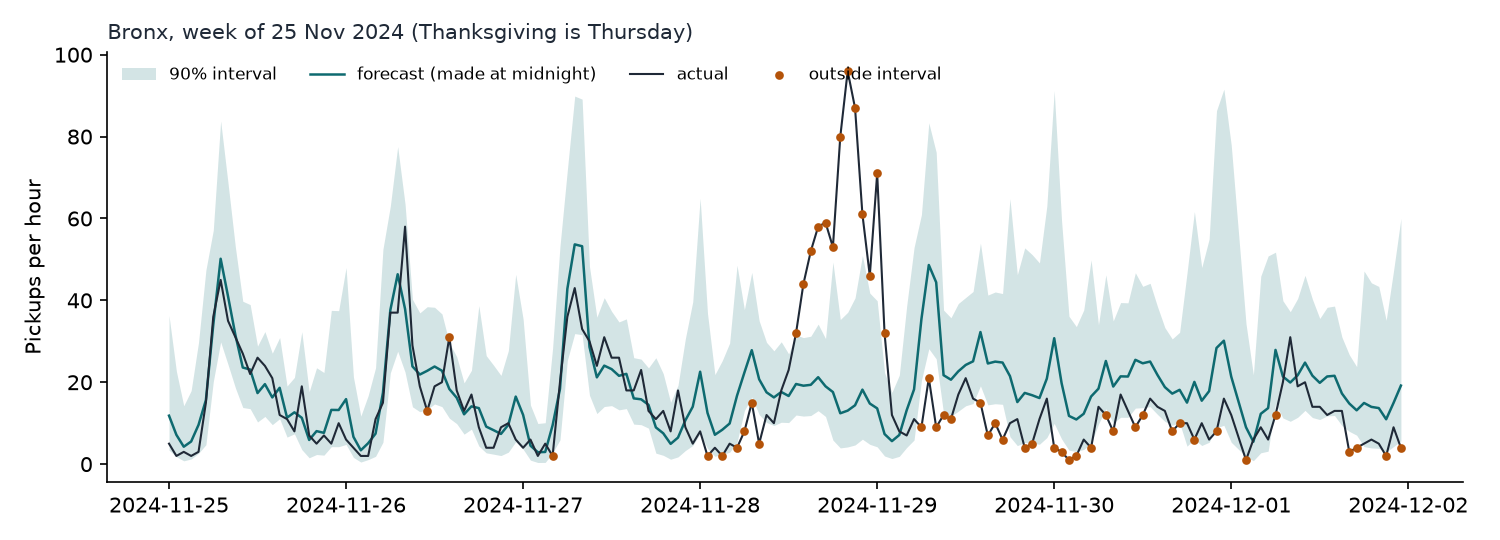 Bronx, week of 25 Nov 2024 (Thanksgiving is Thursday)
90% interval
forecast (made at midnight)
actual
outside interval
Pickups per hour
100
80
60
40
20
0
2024-11-25
2024-11-26
2024-11-27
2024-11-28
2024-11-29
2024-11-30
2024-12-01
2024-12-02